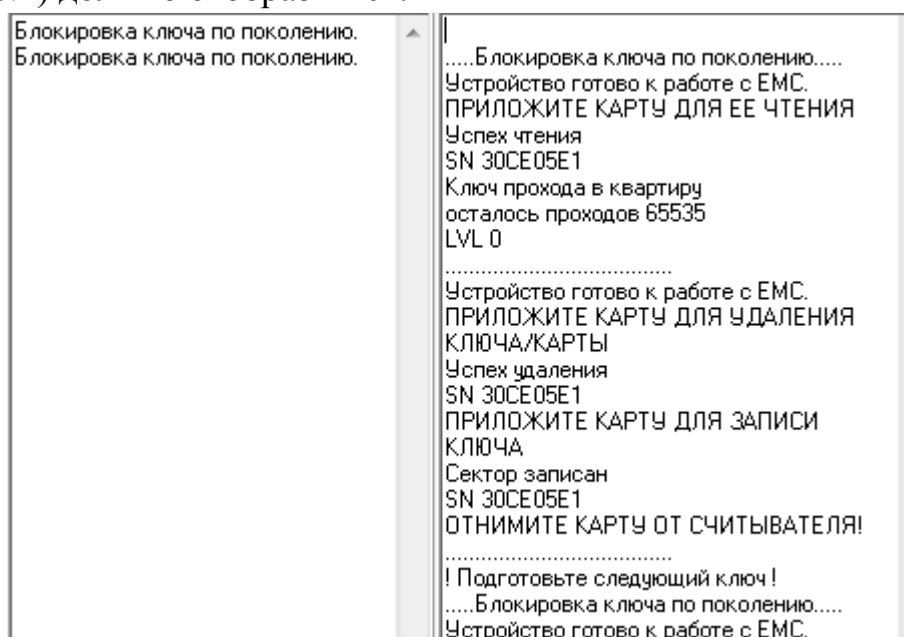 Блокировка ключа по поколению.
Блокировка ключа по поколению.
.....Блокировка ключа по поколению.....
Устройство готово к работе с EMC.
ПРИЛОЖИТЕ КАРТУ ДЛЯ ЕЕ ЧТЕНИЯ
Успех чтения
SN 30CE05E1
Ключ прохода в квартиру
осталось проходов 65535
LVL 0
......................................
Устройство готово к работе с EMC.
ПРИЛОЖИТЕ КАРТУ ДЛЯ УДАЛЕНИЯ
КЛЮЧА/КАРТЫ
Успех удаления
SN 30CE05E1
ПРИЛОЖИТЕ КАРТУ ДЛЯ ЗАПИСИ
КЛЮЧА
Сектор записан
SN 30CE05E1
ОТНИМИТЕ КАРТУ ОТ СЧИТЫВАТЕЛЯ!
......................................
! Подготовьте следующий ключ !
.....Блокировка ключа по поколению.....
Устройство готово к работе с EMC.